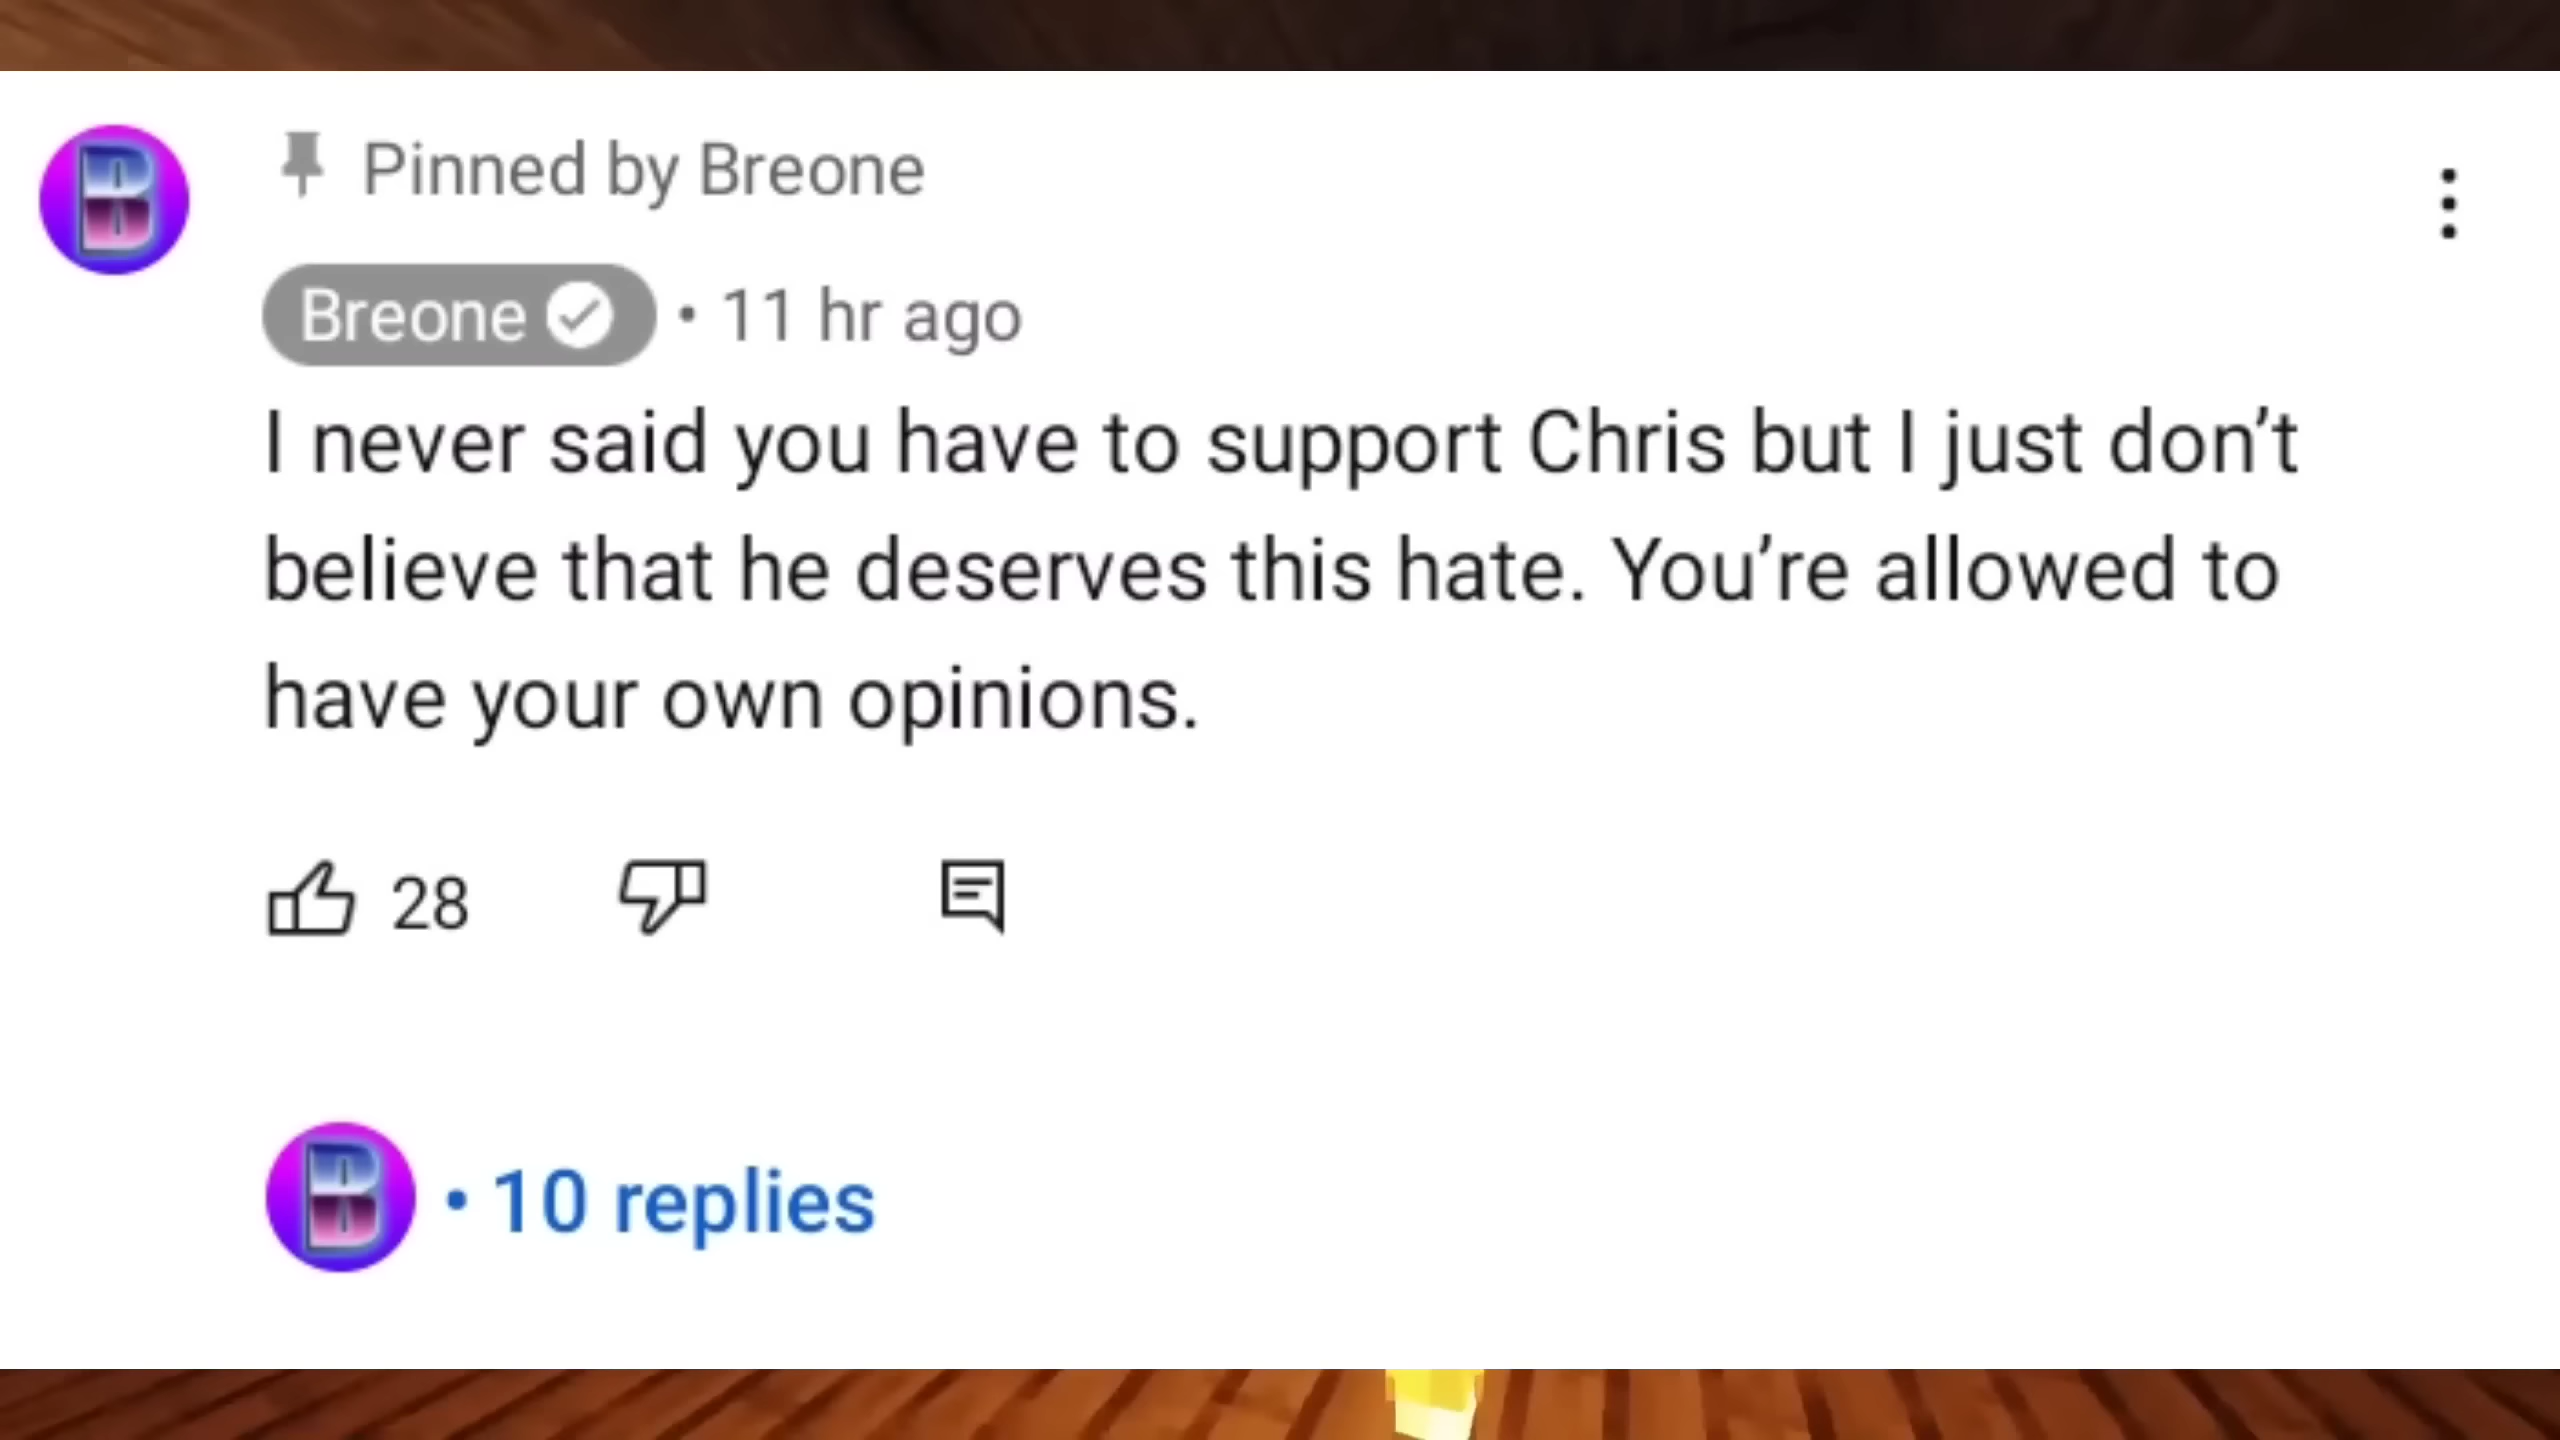 Pinned by Breone
Breone • 11 hr ago
I never said you have to support Chris but I just don’t
believe that he deserves this hate. You’re allowed to
have your own opinions.
28
B • 10 replies